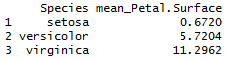 Species mean_Petal.Surface
1 setosa 0.6720
2 versicolor 5.7204
3 virginica 11.2962